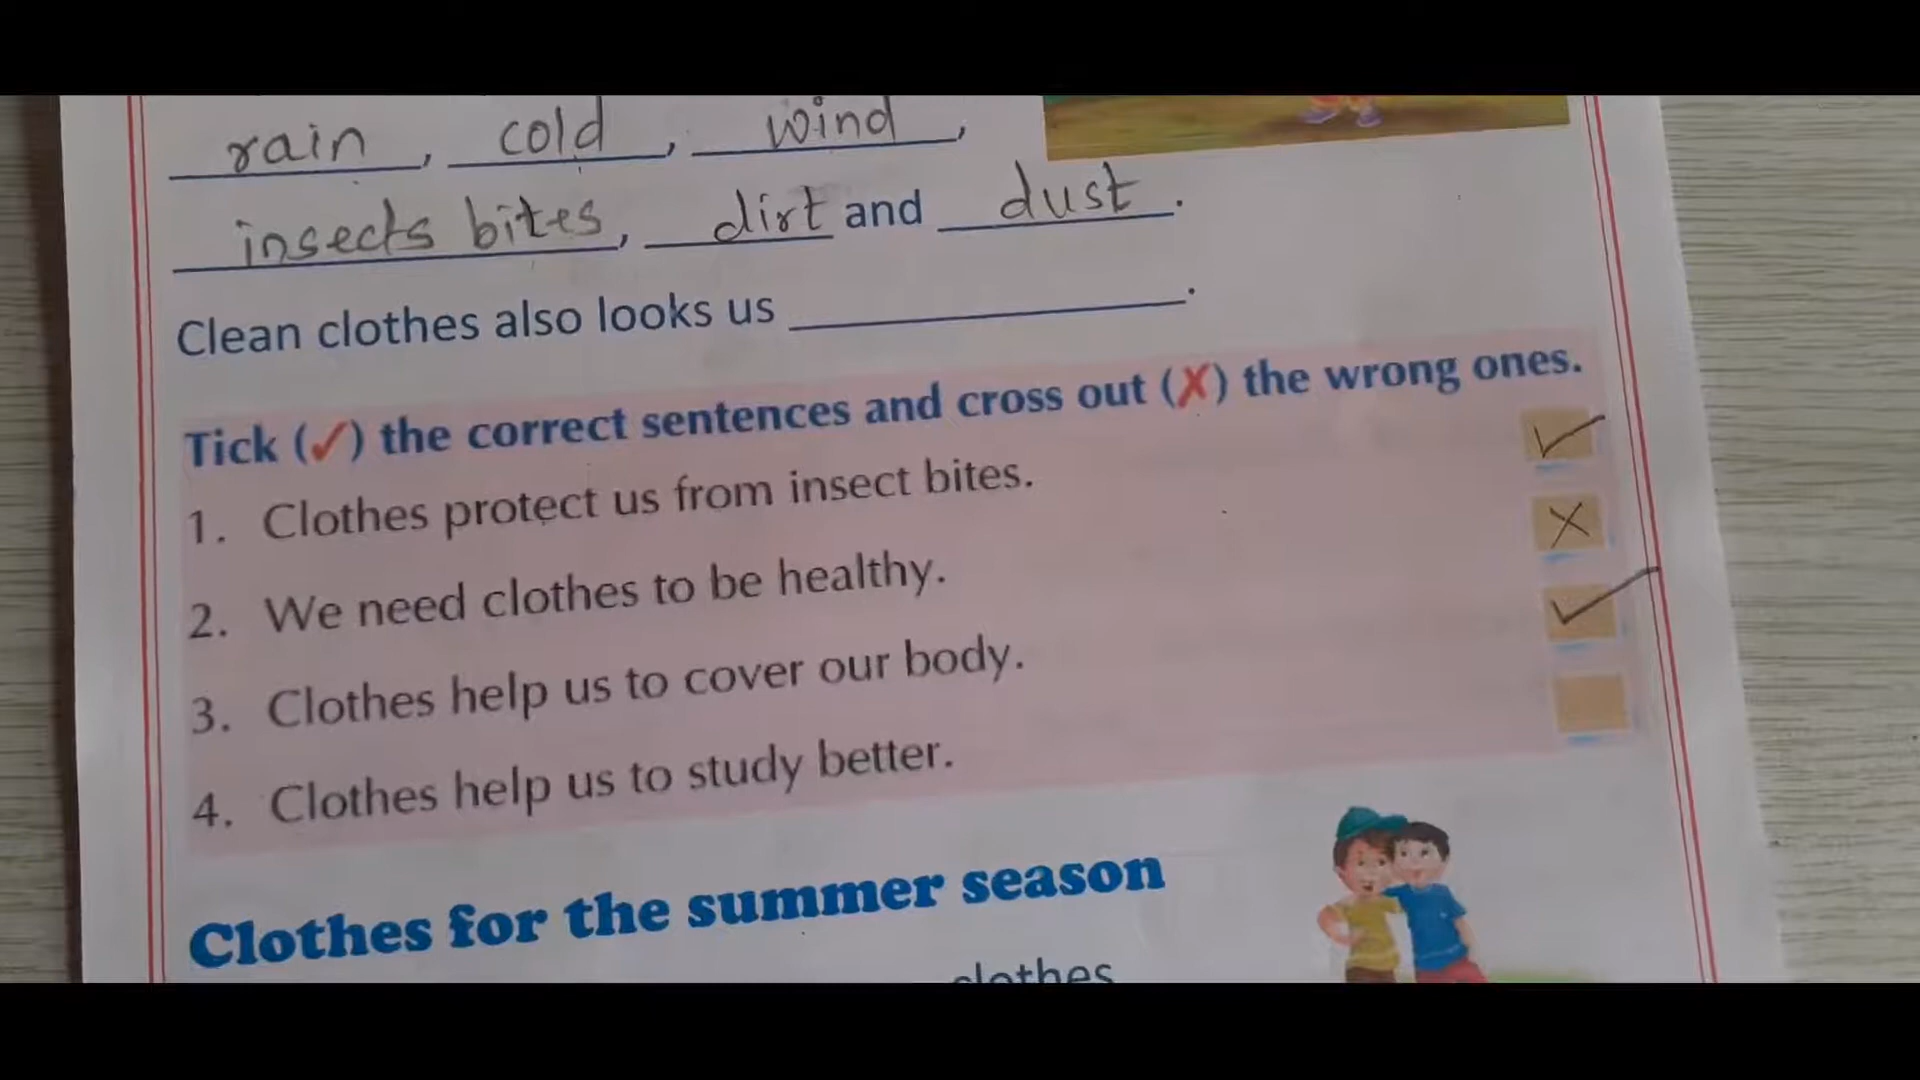 rain, cold, wind,
insects bites, dirt and dust.
Clean clothes also looks us ________.
Tick (✓) the correct sentences and cross out (✗) the wrong ones.
1. Clothes protect us from insect bites. ✓
2. We need clothes to be healthy. ✗
3. Clothes help us to cover our body. ✓
4. Clothes help us to study better.
Clothes for the summer season
clothes